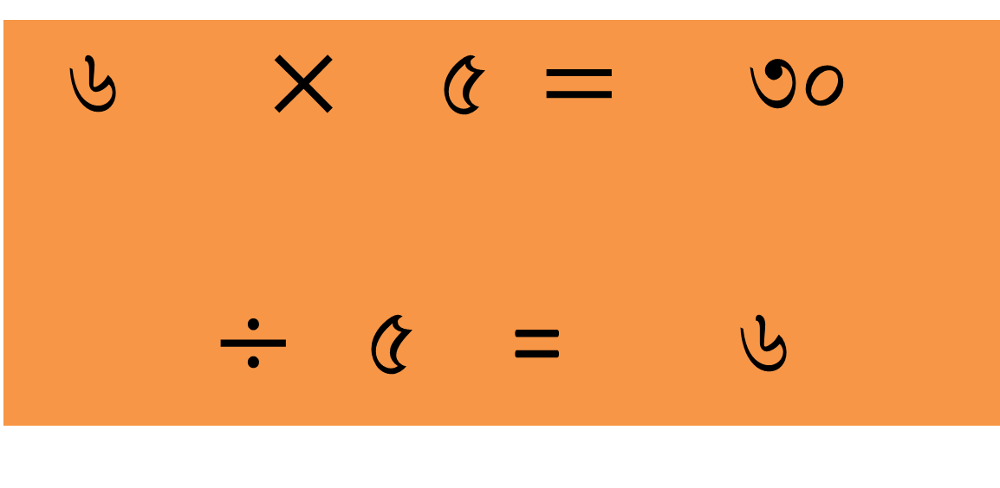 ৬ × ৫ = ৩০
÷ ৫ = ৬